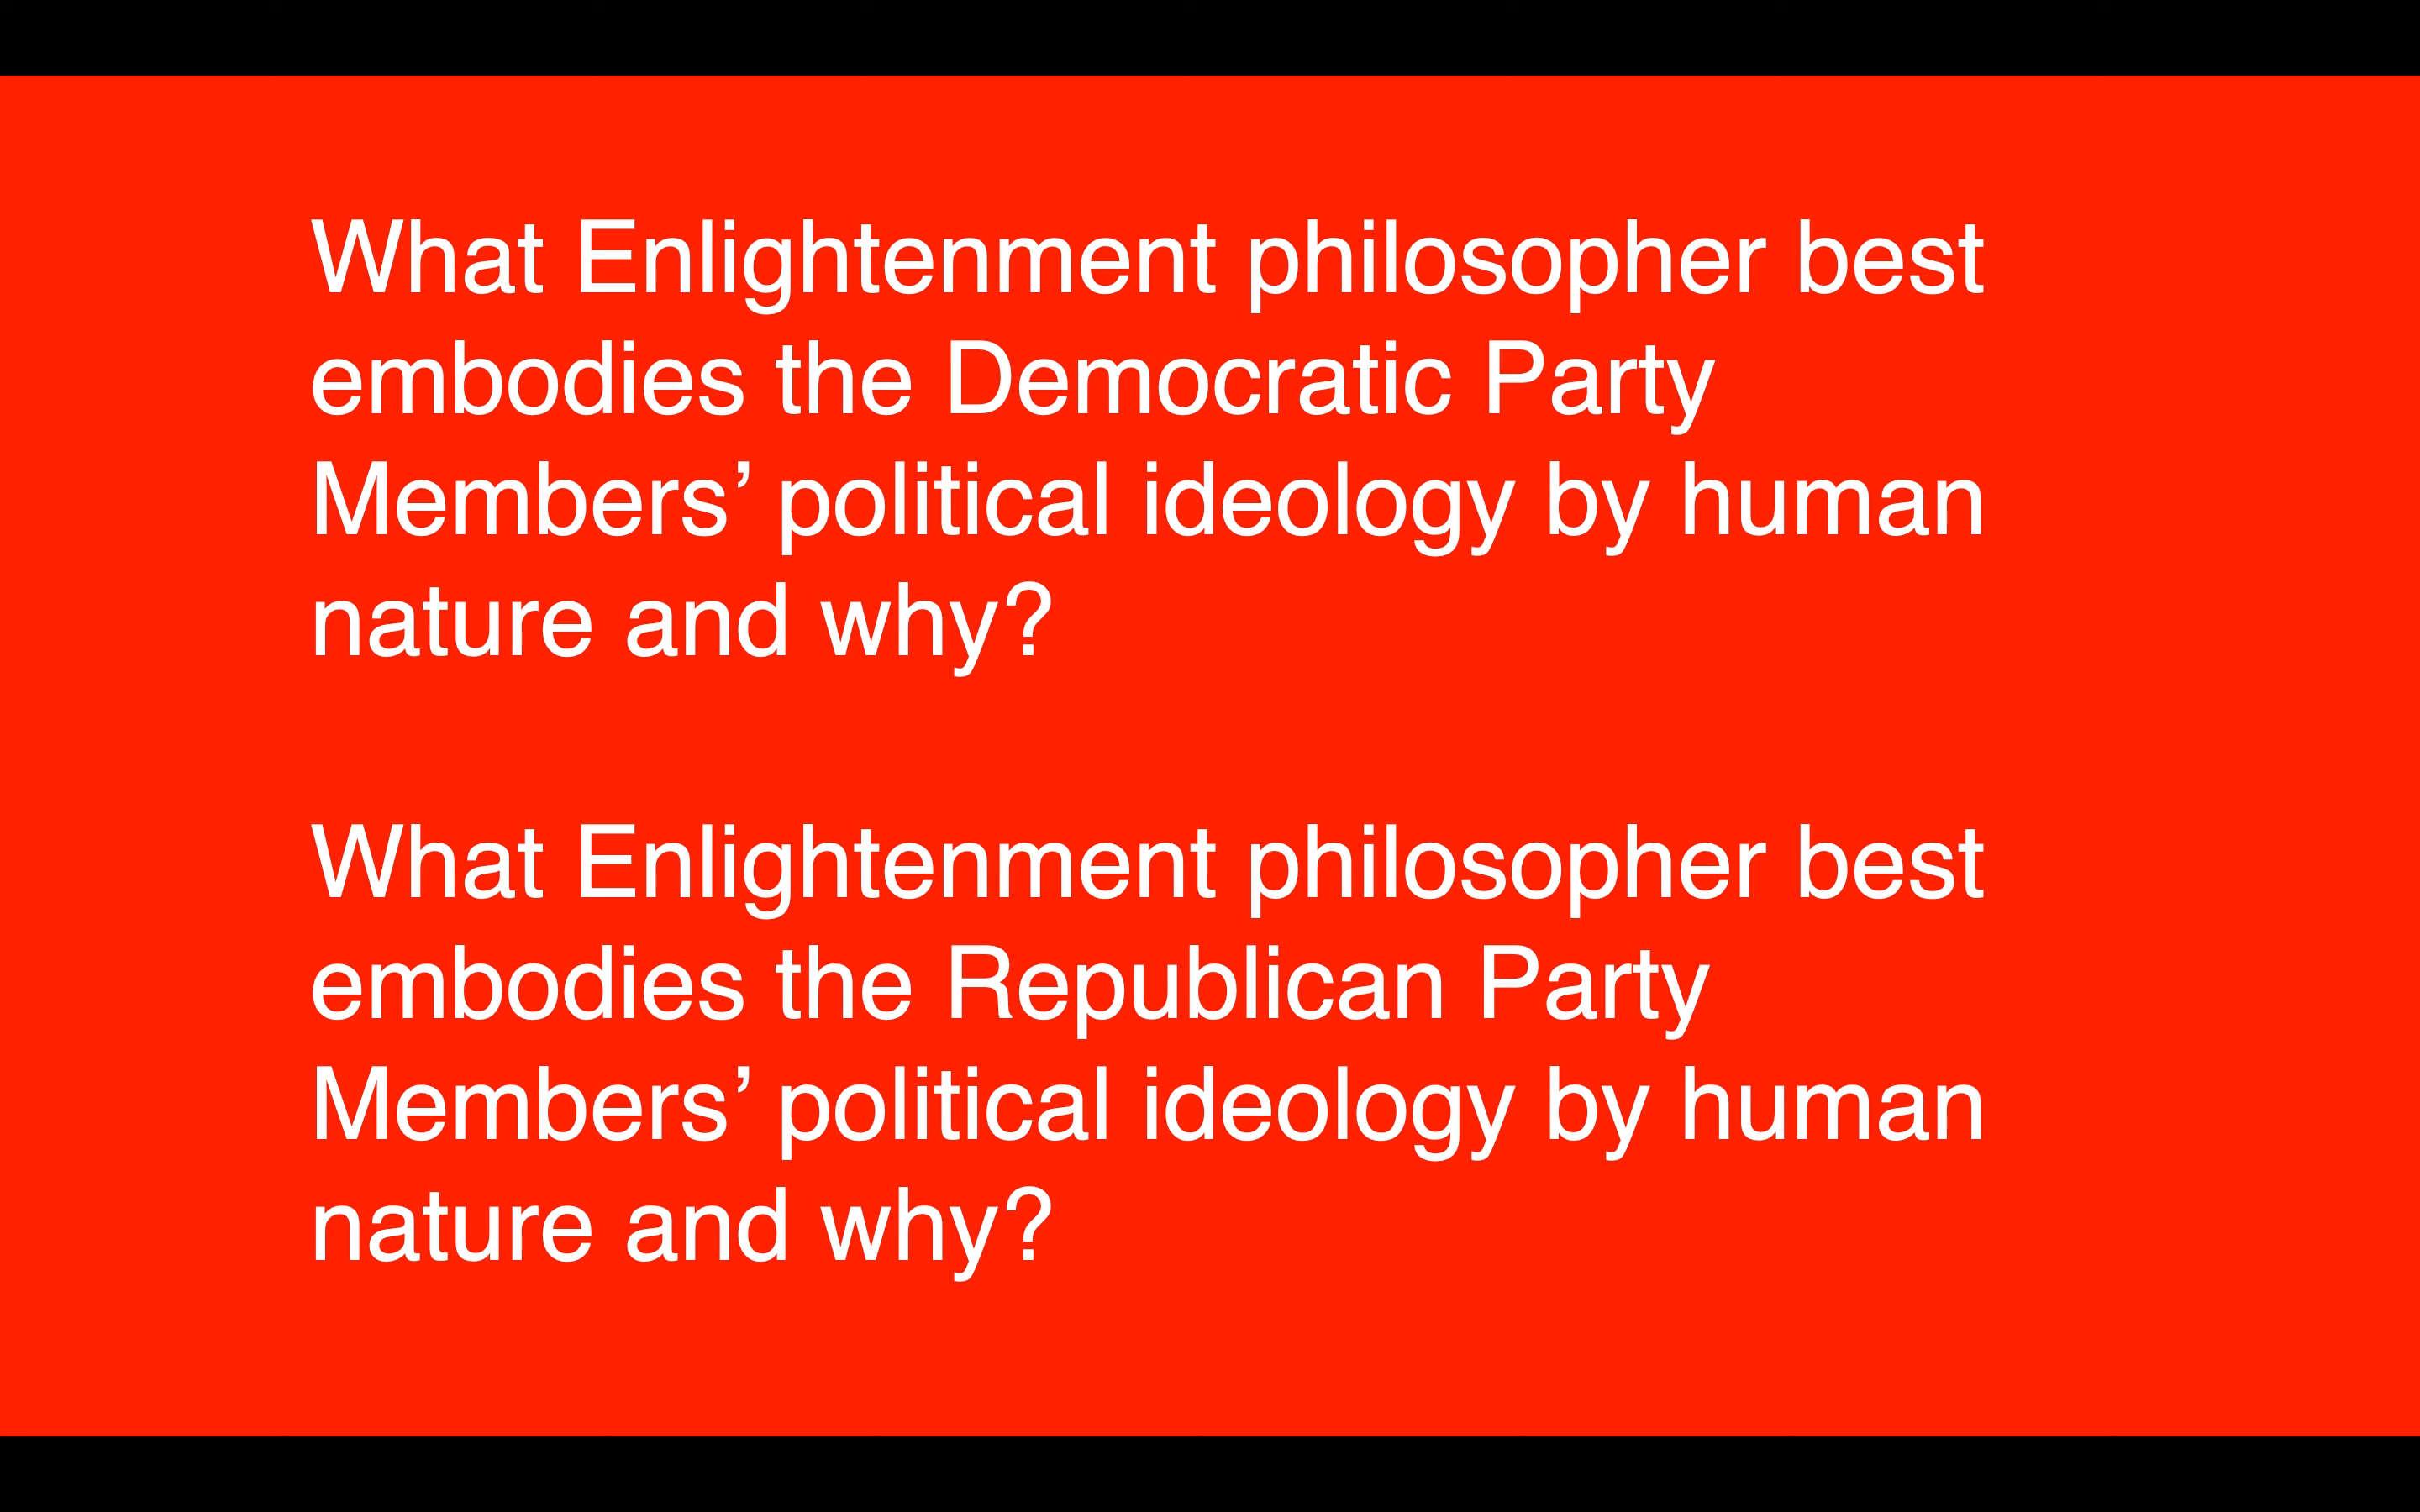 What Enlightenment philosopher best
embodies the Democratic Party
Members’ political ideology by human
nature and why?
What Enlightenment philosopher best
embodies the Republican Party
Members’ political ideology by human
nature and why?